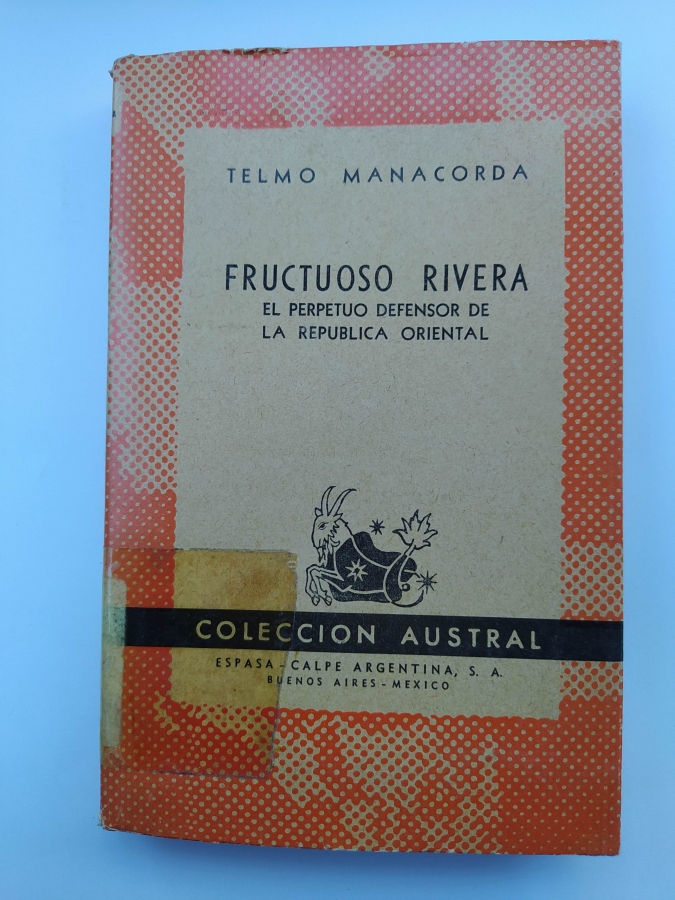 TELMO MANACORDA
FRUCTUOSO RIVERA
EL PERPETUO DEFENSOR DE
LA REPUBLICA ORIENTAL
COLECCION AUSTRAL
ESPASA - CALPE ARGENTINA, S. A.
BUENOS AIRES - MEXICO